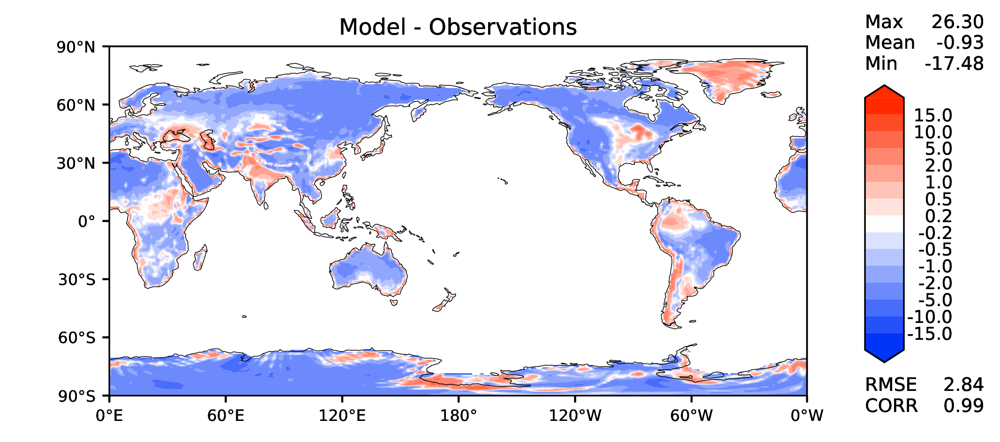 Model - Observations
Max 26.30
Mean -0.93
Min -17.48
90°N
60°N
30°N
0°
30°S
60°S
90°S
0°E 60°E 120°E 180° 120°W 60°W 0°W
15.0
10.0
5.0
2.0
1.0
0.5
0.2
-0.2
-0.5
-1.0
-2.0
-5.0
-10.0
-15.0
RMSE 2.84
CORR 0.99